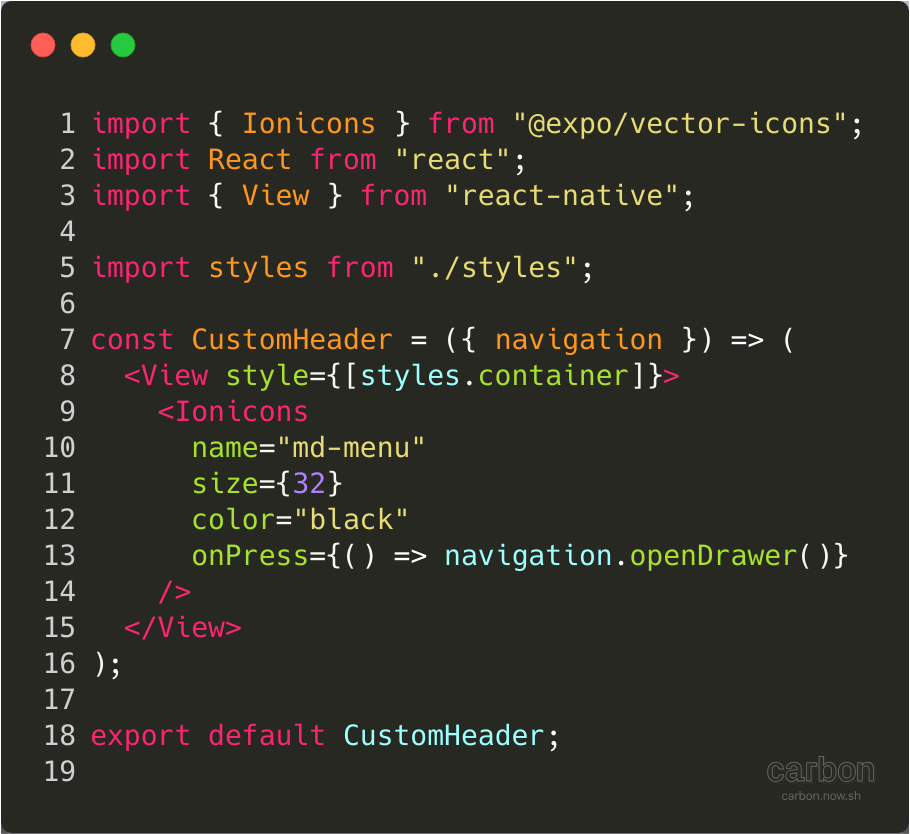 1 import { Ionicons } from "@expo/vector-icons";
2 import React from "react";
3 import { View } from "react-native";
4
5 import styles from "./styles";
6
7 const CustomHeader = ({ navigation }) => (
8   <View style={[styles.container]}>
9     <Ionicons
10       name="md-menu"
11       size={32}
12       color="black"
13       onPress={() => navigation.openDrawer()}
14     />
15   </View>
16 );
17
18 export default CustomHeader;
19
carbon
carbon.now.sh